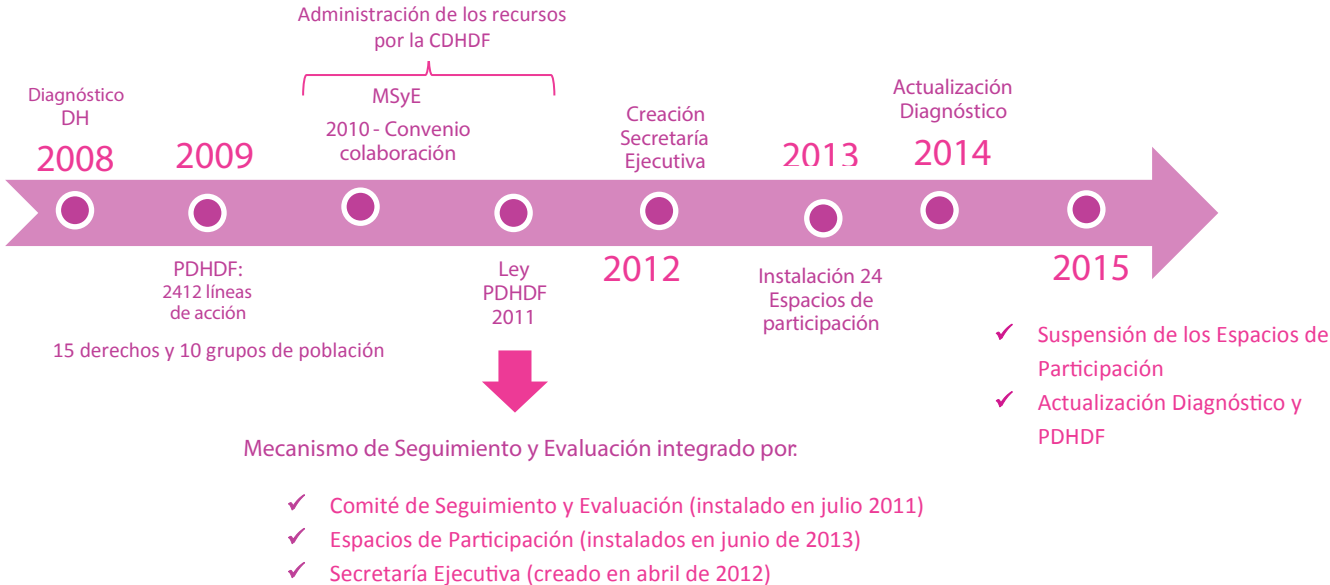 Administración de los recursos
por la CDHDF
Diagnóstico
DH
2008
2009
MSyE
2010 - Convenio
colaboración
Creación
Secretaría
Ejecutiva
2013
Actualización
Diagnóstico
2014
PDHDF:
2412 líneas
de acción
15 derechos y 10 grupos de población
Ley
PDHDF
2011
2012
Instalación 24
Espacios de
participación
2015
✓ Suspensión de los Espacios de
Participación
✓ Actualización Diagnóstico y
PDHDF
Mecanismo de Seguimiento y Evaluación integrado por:
✓ Comité de Seguimiento y Evaluación (instalado en julio 2011)
✓ Espacios de Participación (instalados en junio de 2013)
✓ Secretaría Ejecutiva (creado en abril de 2012)